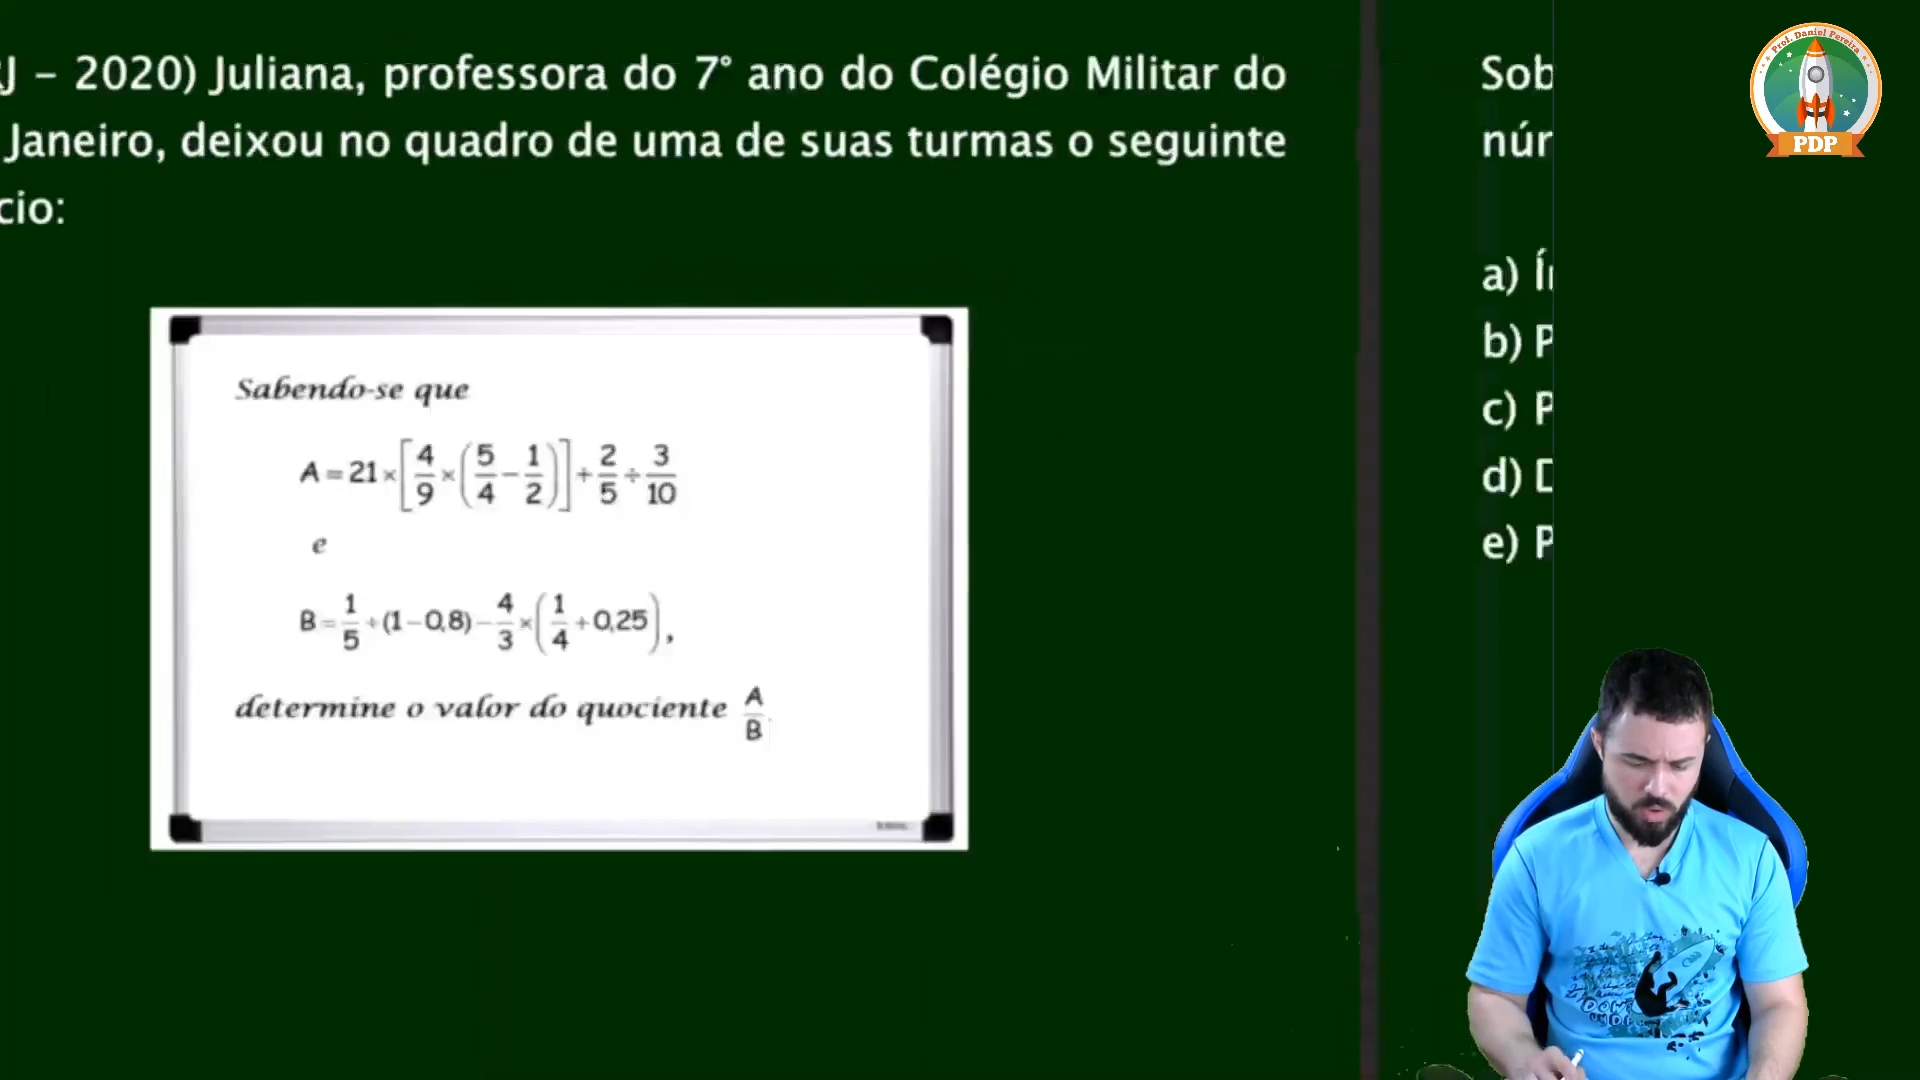 RJ – 2020) Juliana, professora do 7° ano do Colégio Militar do
Janeiro, deixou no quadro de uma de suas turmas o seguinte
cio:
Sabendo-se que
A = 21 × [4/9 × (5/4 − 1/2)] + 2/5 ÷ 3/10
e
B = 1/5 ÷ (1 − 0,8) − 4/3 × (1/4 + 0,25),
determine o valor do quociente A/B.
Sob
núr
a) Í
b) P
c) P
d) D
e) P
Prof. Daniel Pereira
PDP